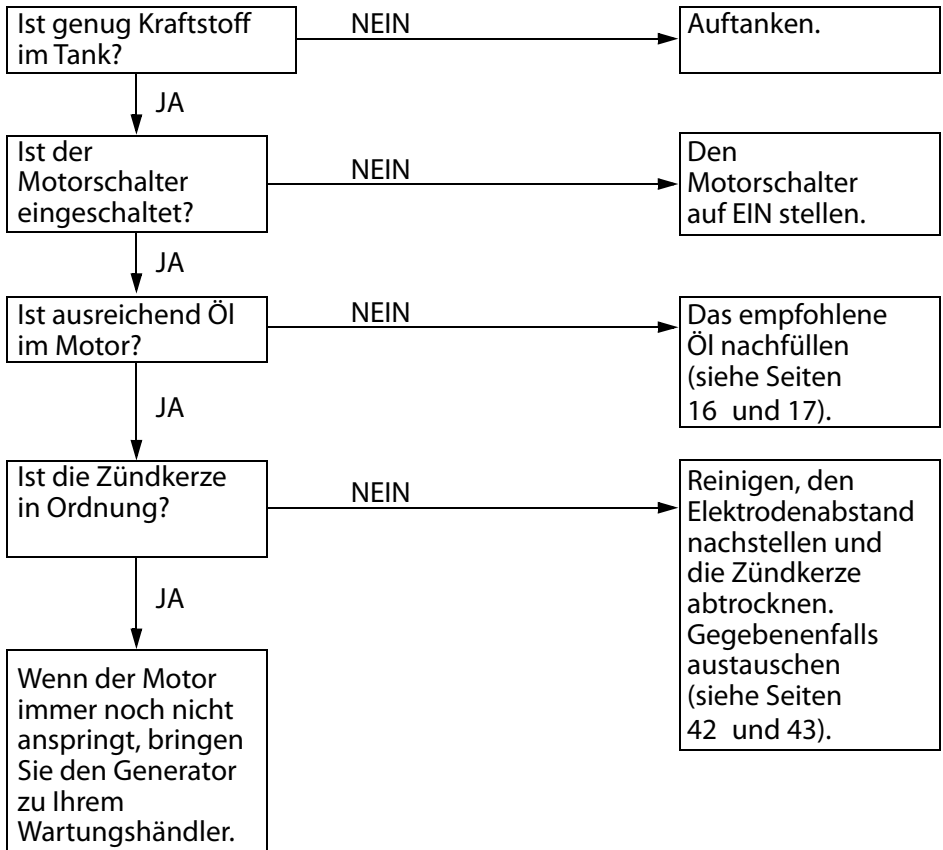 Ist genug Kraftstoff
im Tank?
NEIN
Auftanken.
JA
Ist der
Motorschalter
eingeschaltet?
NEIN
Den
Motorschalter
auf EIN stellen.
JA
Ist ausreichend Öl
im Motor?
NEIN
Das empfohlene
Öl nachfüllen
(siehe Seiten
16 und 17).
JA
Ist die Zündkerze
in Ordnung?
NEIN
Reinigen, den
Elektrodenabstand
nachstellen und
die Zündkerze
abtrocknen.
Gegebenenfalls
austauschen
(siehe Seiten
42 und 43).
JA
Wenn der Motor
immer noch nicht
anspringt, bringen
Sie den Generator
zu Ihrem
Wartungshändler.